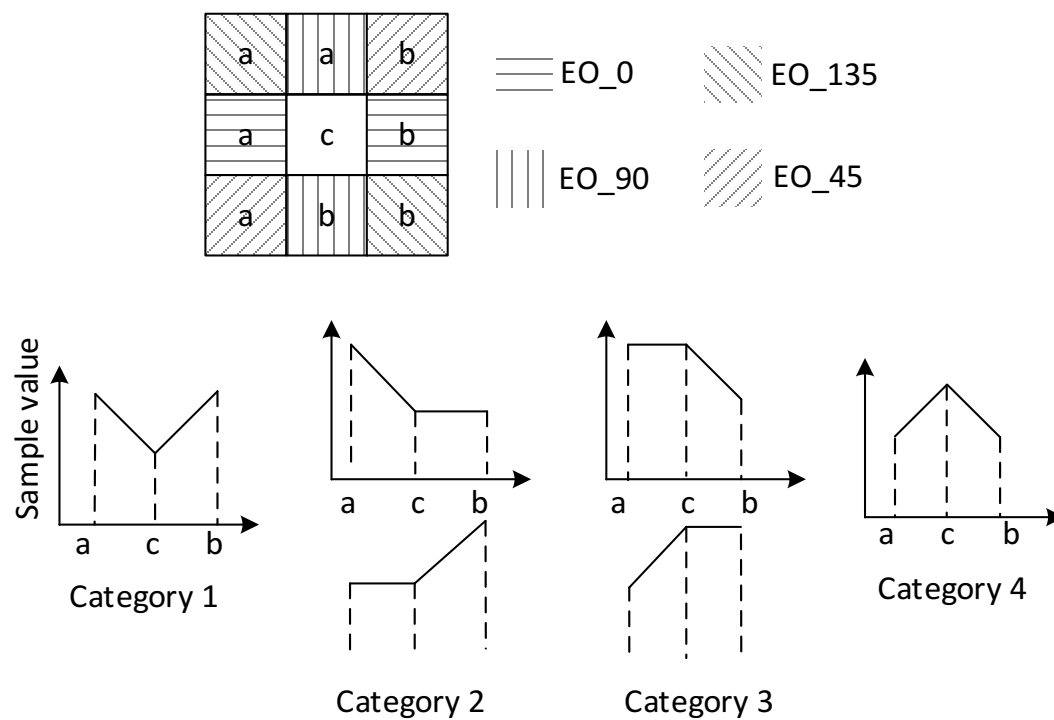 a a b
a c b
a b b
EO_0
EO_135
EO_90
EO_45
Sample value
a c b
Category 1
a c b
Category 2
a c b
Category 3
a c b
Category 4